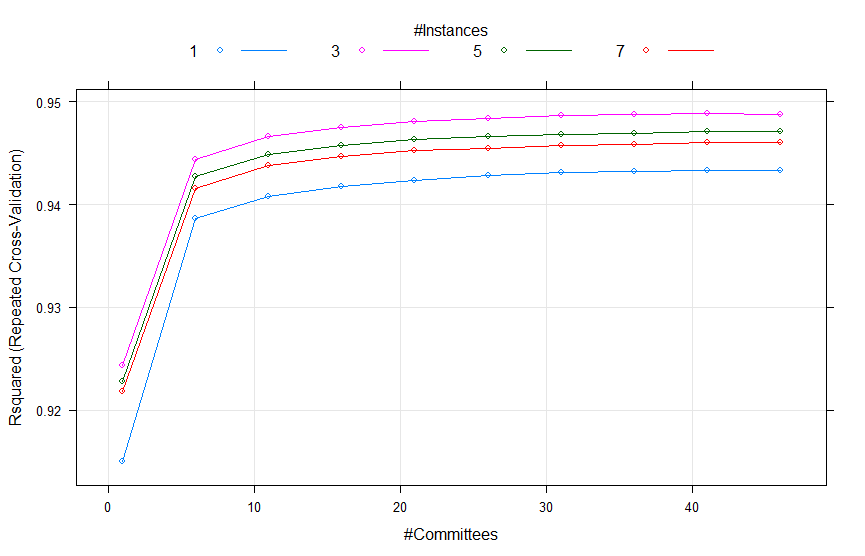 #Instances
1 3 5 7
0.95
0.94
0.93
0.92
Rsquared (Repeated Cross-Validation)
0 10 20 30 40
#Committees